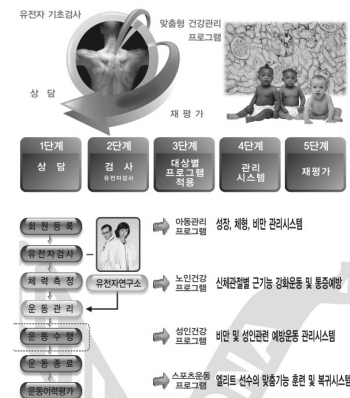 유전자 기초검사
맞춤형 건강관리
프로그램
상 담
재 평 가
1단계
상 담
2단계
검 사
유전자검사
3단계
대상별
프로그램
적용
4단계
관리
시스템
5단계
재평가
회 원 등 록
유전자검사
체 력 측 정
운 동 관 리
운 동 수 행
운 동 종 료
운동이력평가
유전자연구소
아동관리
프로그램
성장, 체형, 비만 관리시스템
노인건강
프로그램
신체관절별 근기능 강화운동 및 통증예방
성인건강
프로그램
비만 및 성인관련 예방운동 관리시스템
스포츠운동
프로그램
엘리트 선수의 맞춤기능 훈련 및 복귀시스템